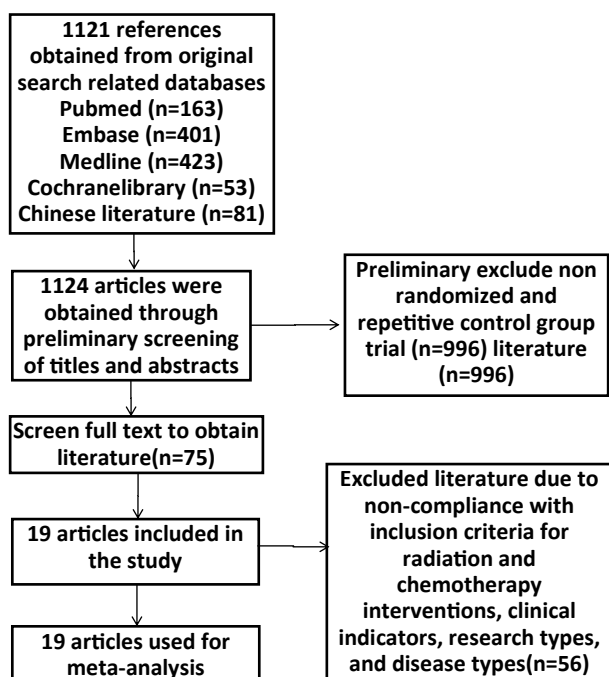 1121 references
obtained from original
search related databases
Pubmed (n=163)
Embase (n=401)
Medline (n=423)
Cochranelibrary (n=53)
Chinese literature (n=81)
1124 articles were
obtained through
preliminary screening
of titles and abstracts
Preliminary exclude non
randomized and
repetitive control group
trial (n=996) literature
(n=996)
Screen full text to obtain
literature(n=75)
19 articles included in
the study
Excluded literature due to
non-compliance with
inclusion criteria for
radiation and
chemotherapy
interventions, clinical
indicators, research types,
and disease types(n=56)
19 articles used for
meta-analysis